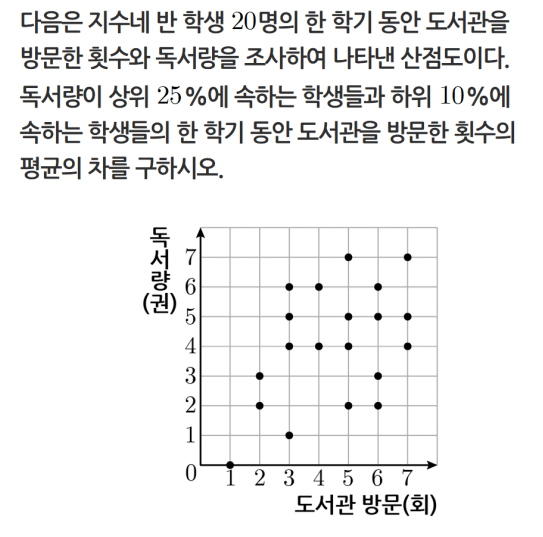 다음은 지수네 반 학생 20명의 한 학기 동안 도서관을
방문한 횟수와 독서량을 조사하여 나타낸 산점도이다.
독서량이 상위 25%에 속하는 학생들과 하위 10%에
속하는 학생들의 한 학기 동안 도서관을 방문한 횟수의
평균의 차를 구하시오.
독서량(권)
7
6
5
4
3
2
1
0
1 2 3 4 5 6 7
도서관 방문(회)